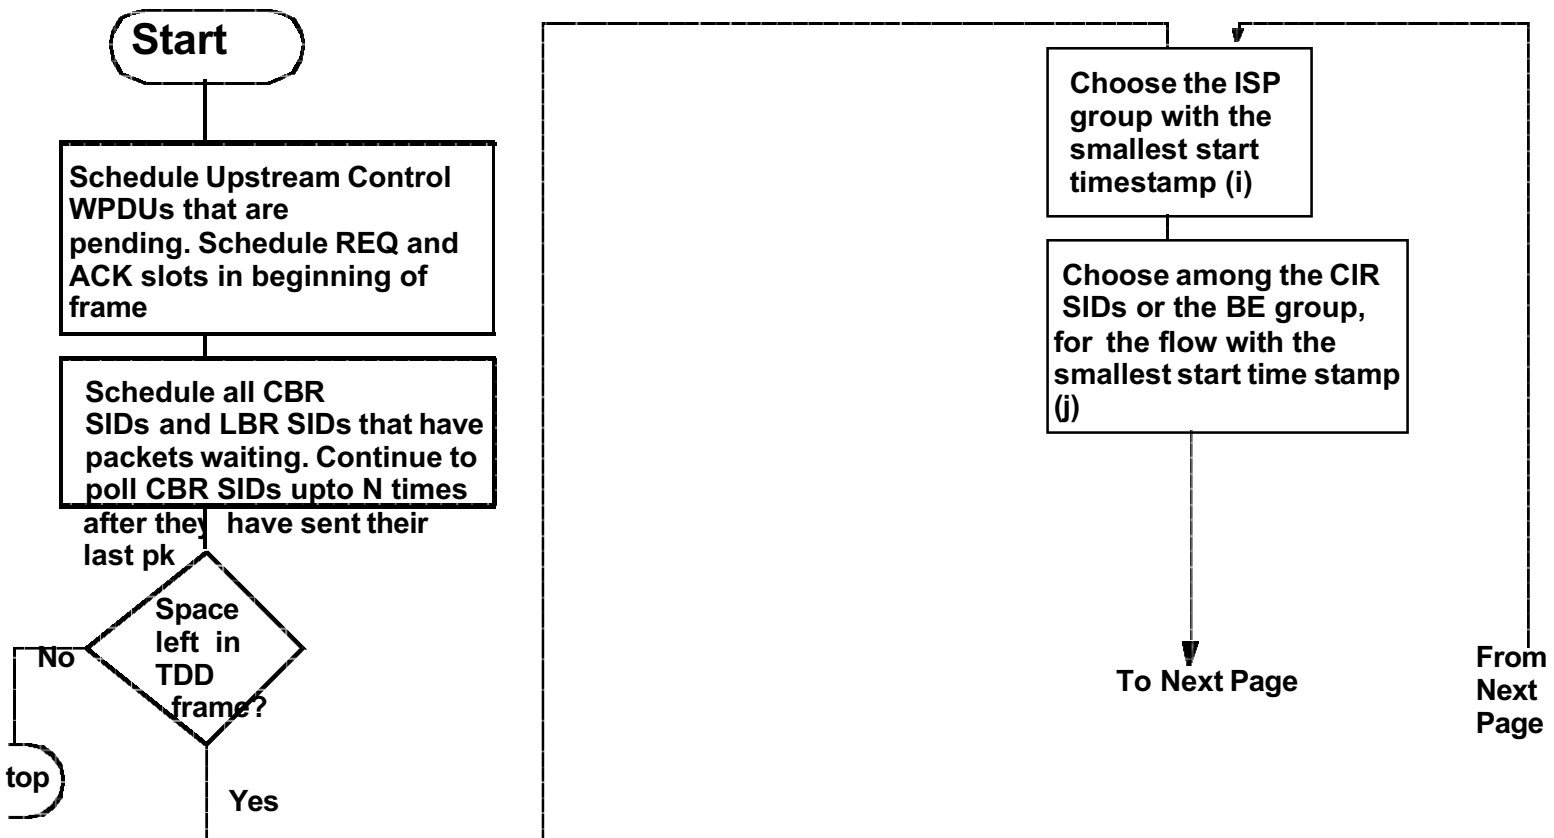 Start
Schedule Upstream Control
WPDUs that are
pending. Schedule REQ and
ACK slots in beginning of
frame
Schedule all CBR
SIDs and LBR SIDs that have
packets waiting. Continue to
poll CBR SIDs upto N times
after they have sent their
last pk
Space
left in
TDD
frame?
No
top
Yes
Choose the ISP
group with the
smallest start
timestamp (i)
Choose among the CIR
SIDs or the BE group,
for the flow with the
smallest start time stamp
(j)
To Next Page
From
Next
Page